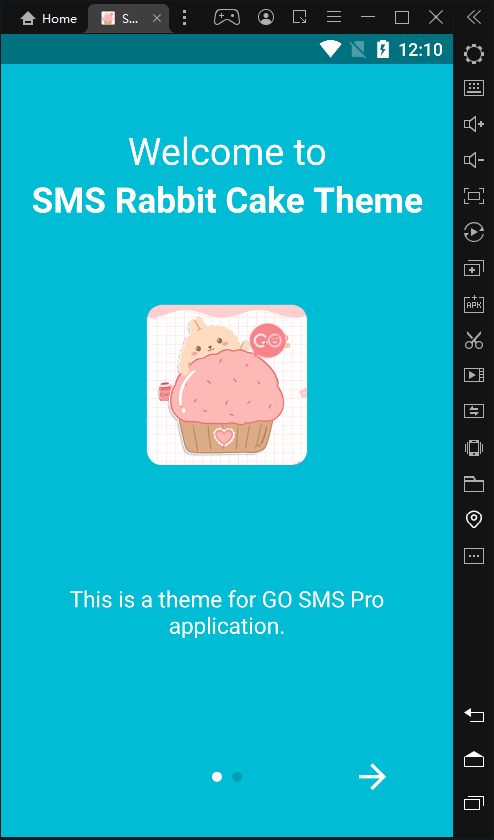 Home
S...
12:10
Welcome to
SMS Rabbit Cake Theme
GO
APK
This is a theme for GO SMS Pro
application.